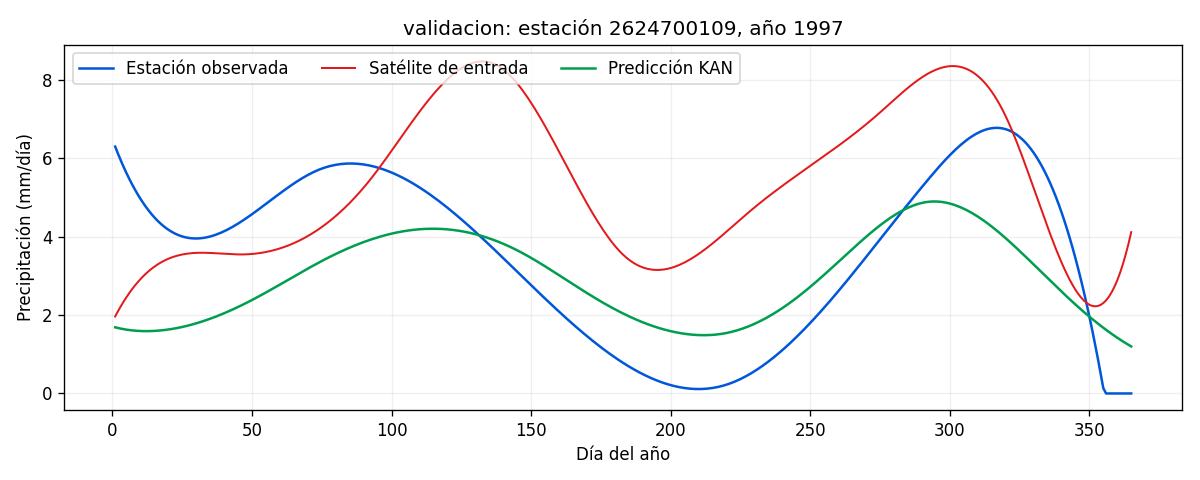 validacion: estación 2624700109, año 1997
Estación observada
Satélite de entrada
Predicción KAN
Precipitación (mm/día)
8
6
4
2
0
0
50
100
150
200
250
300
350
Día del año